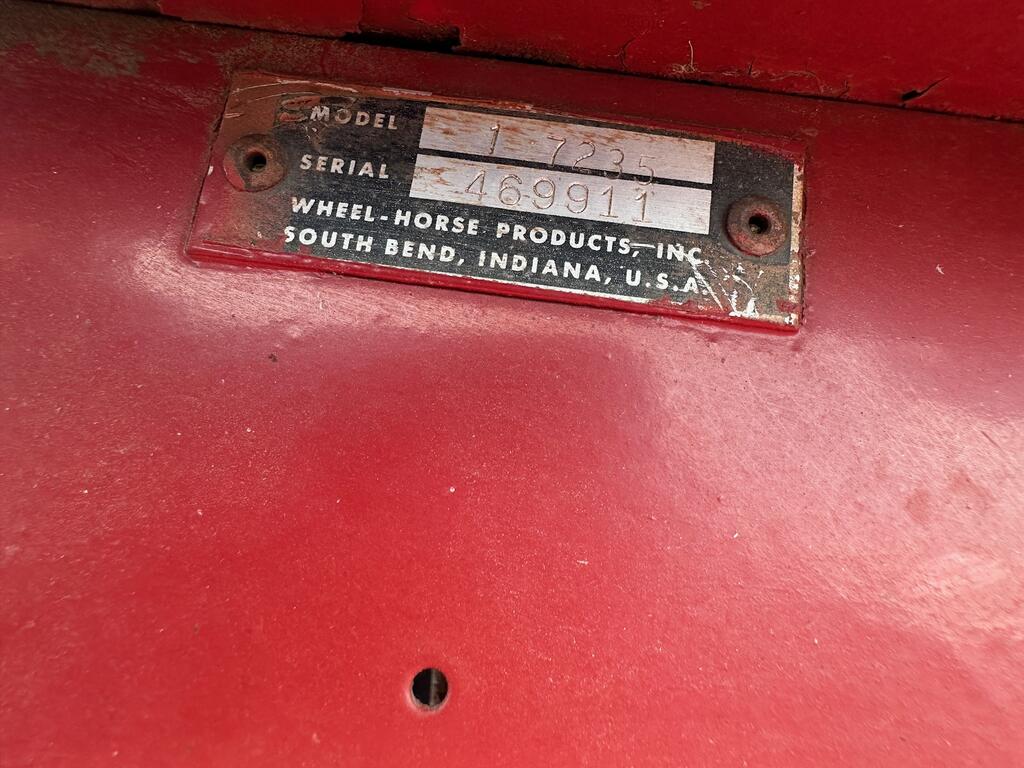 MODEL 1 7235
SERIAL 469911
WHEEL-HORSE PRODUCTS, INC.
SOUTH BEND, INDIANA, U.S.A.